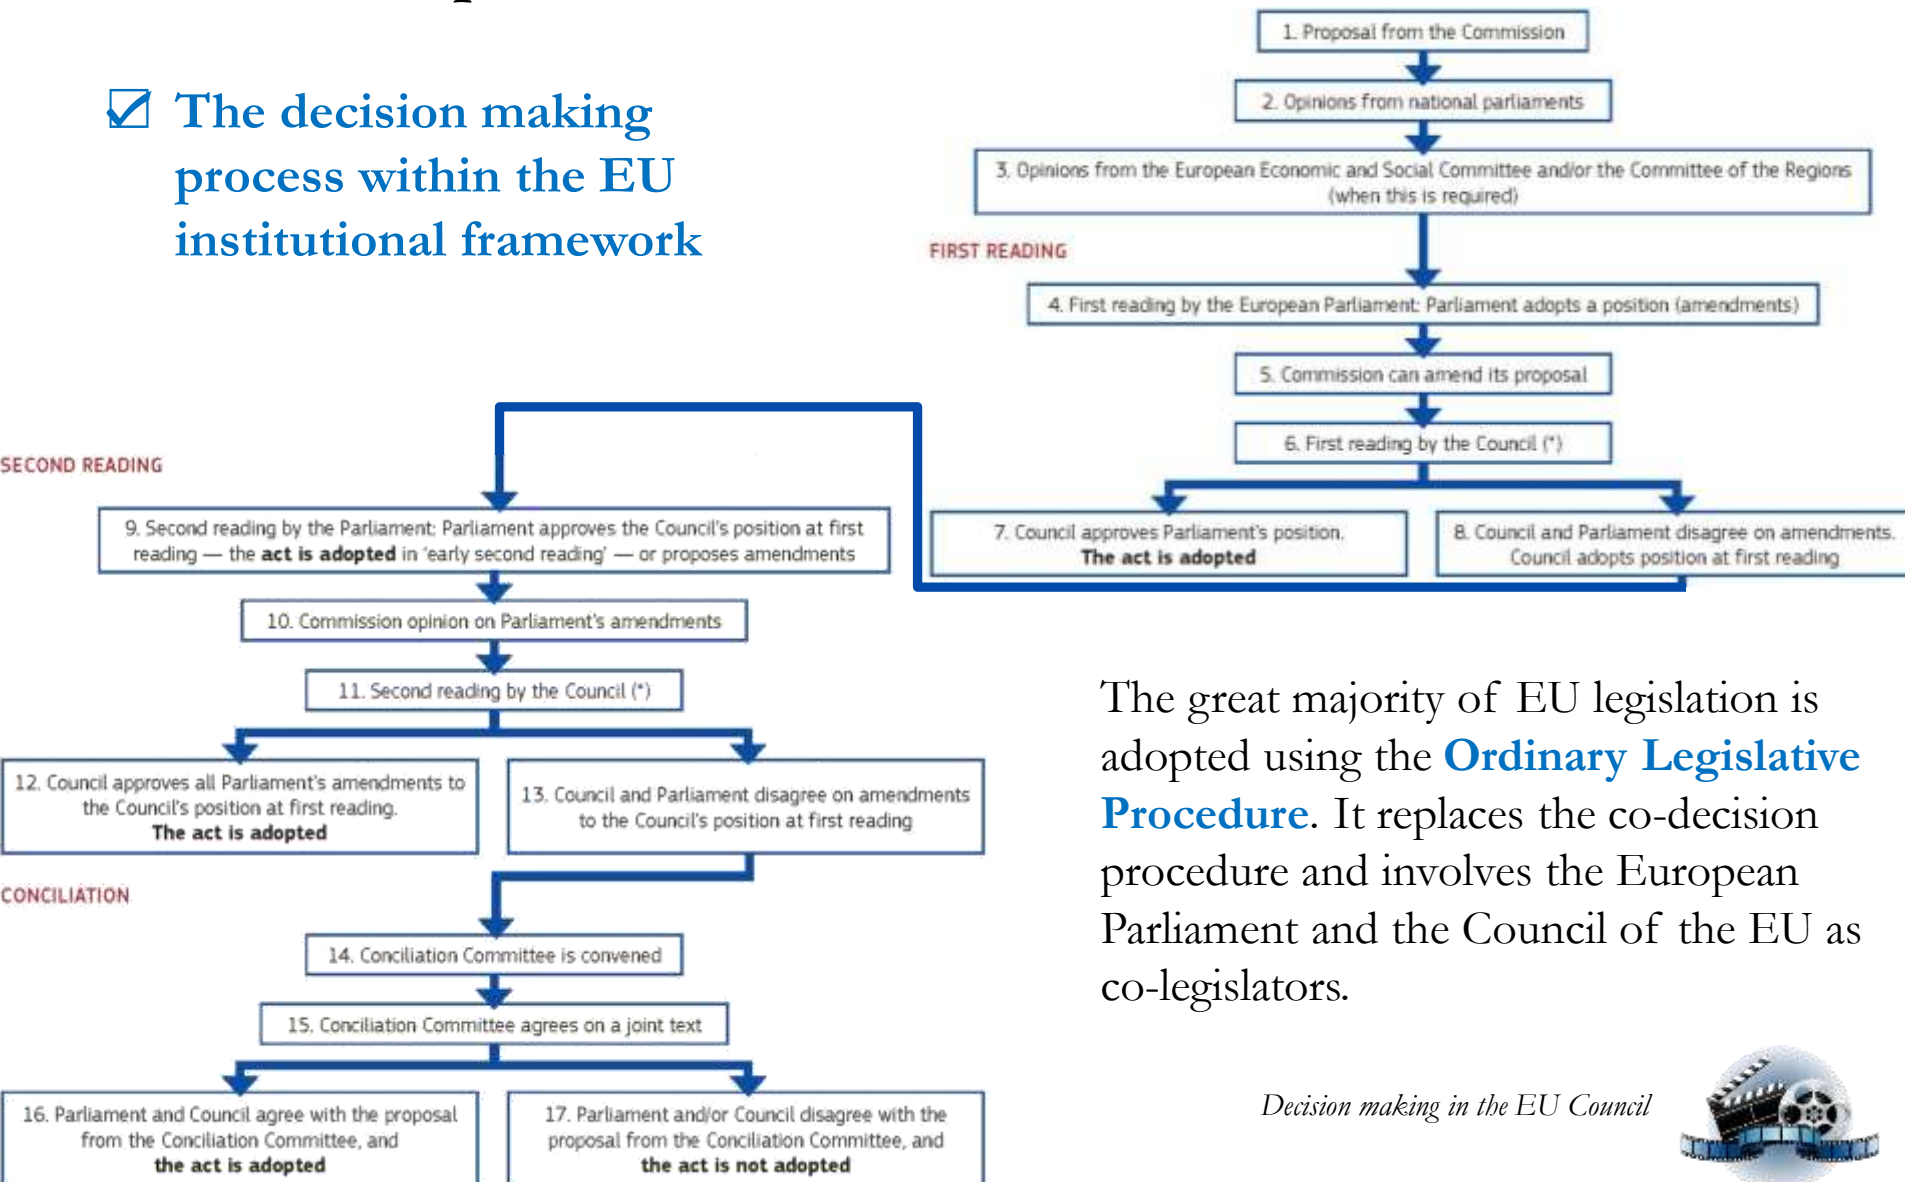 ☑ The decision making
process within the EU
institutional framework
1. Proposal from the Commission
2. Opinions from national parliaments
3. Opinions from the European Economic and Social Committee and/or the Committee of the Regions
(when this is required)
FIRST READING
4. First reading by the European Parliament: Parliament adopts a position (amendments)
5. Commission can amend its proposal
6. First reading by the Council (*)
7. Council approves Parliament's position.
The act is adopted
8. Council and Parliament disagree on amendments.
Council adopts position at first reading
SECOND READING
9. Second reading by the Parliament: Parliament approves the Council's position at first
reading — the act is adopted in 'early second reading' — or proposes amendments
10. Commission opinion on Parliament's amendments
11. Second reading by the Council (*)
12. Council approves all Parliament's amendments to
the Council's position at first reading.
The act is adopted
13. Council and Parliament disagree on amendments
to the Council's position at first reading
CONCILIATION
14. Conciliation Committee is convened
15. Conciliation Committee agrees on a joint text
16. Parliament and Council agree with the proposal
from the Conciliation Committee, and
the act is adopted
17. Parliament and/or Council disagree with the
proposal from the Conciliation Committee, and
the act is not adopted
The great majority of EU legislation is
adopted using the Ordinary Legislative
Procedure. It replaces the co-decision
procedure and involves the European
Parliament and the Council of the EU as
co-legislators.
Decision making in the EU Council